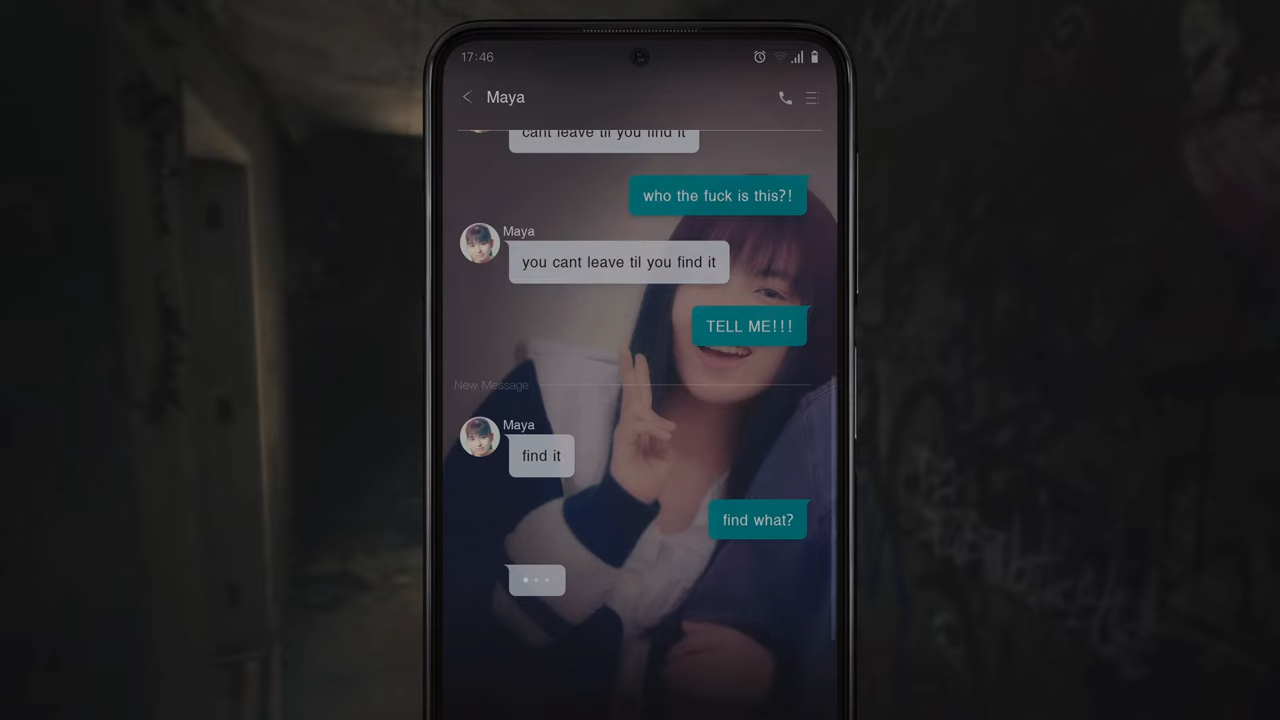 17:46
Maya
cant leave til you find it
who the fuck is this?!
Maya
you cant leave til you find it
TELL ME!!!
New Message
Maya
find it
find what?